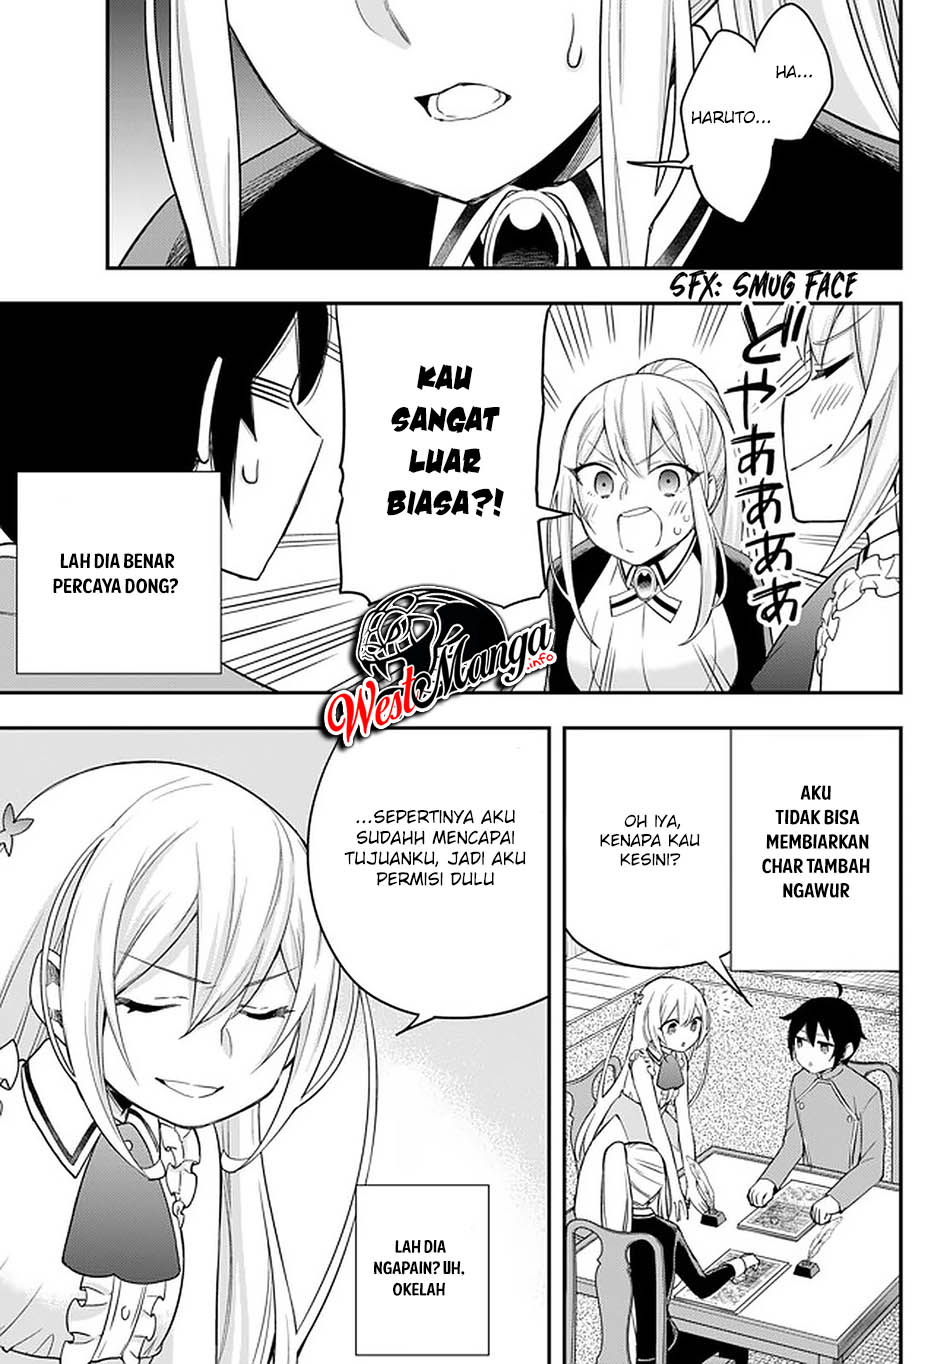 HA...
HARUTO...
SFX: SMUG FACE
どやぁぁぁぁぁ
KAU
SANGAT
LUAR
BIASA?!
LAH DIA BENAR
PERCAYA DONG?
WestManga
.info
AKU
TIDAK BISA
MEMBIARKAN
CHAR TAMBAH
NGAWUR
OH IYA,
KENAPA KAU
KESINI?
...SEPERTINYA AKU
SUDAHH MENCAPAI
TUJUANKU, JADI AKU
PERMISI DULU
LAH DIA
NGAPAIN? UH,
OKELAH